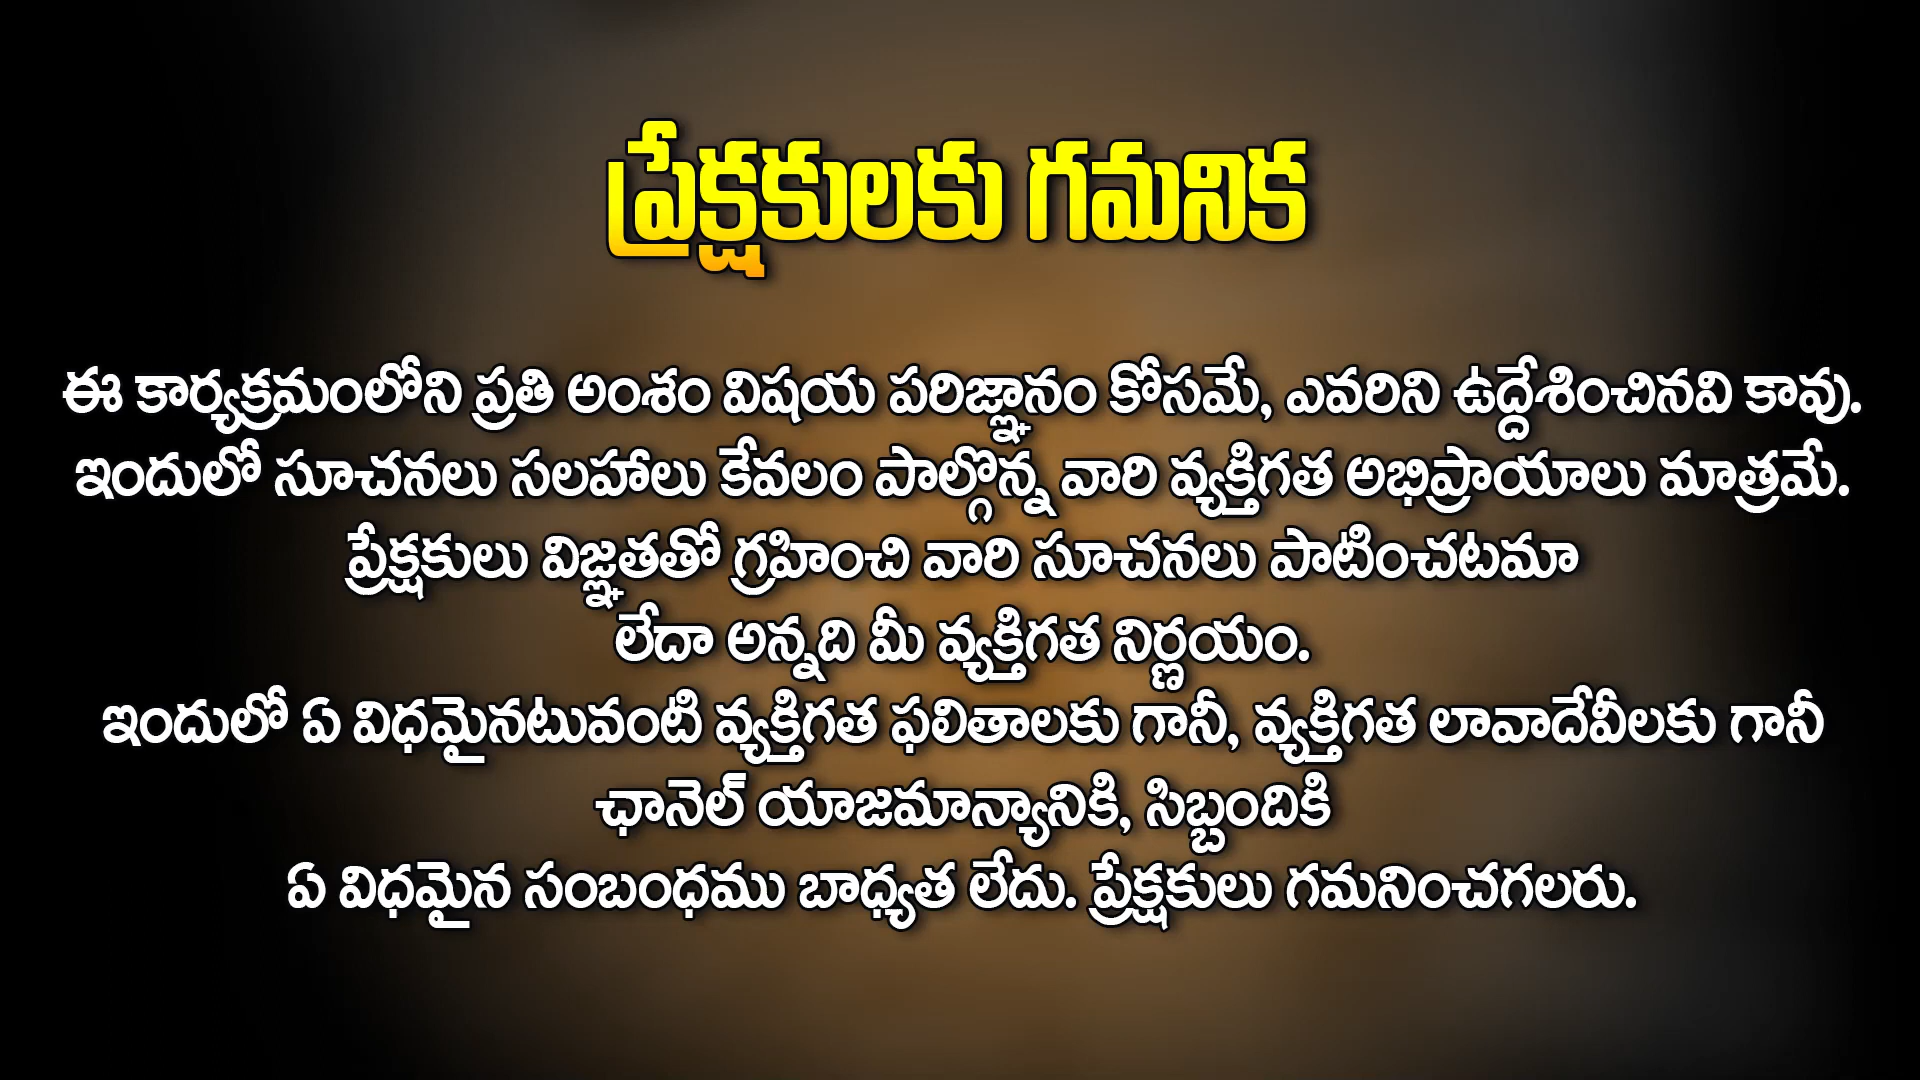 ప్రేక్షకులకు గమనిక
ఈ కార్యక్రమంలోని ప్రతి అంశం విషయ పరిజ్ఞానం కోసమే, ఎవరిని ఉద్దేశించినవి కావు.
ఇందులో సూచనలు సలహాలు కేవలం పాల్గొన్న వారి వ్యక్తిగత అభిప్రాయాలు మాత్రమే.
ప్రేక్షకులు విజ్ఞతతో గ్రహించి వారి సూచనలు పాటించటమా
లేదా అన్నది మీ వ్యక్తిగత నిర్ణయం.
ఇందులో ఏ విధమైనటువంటి వ్యక్తిగత ఫలితాలకు గానీ, వ్యక్తిగత లావాదేవీలకు గానీ
ఛానెల్ యాజమాన్యానికి, సిబ్బందికి
ఏ విధమైన సంబంధము బాధ్యత లేదు. ప్రేక్షకులు గమనించగలరు.